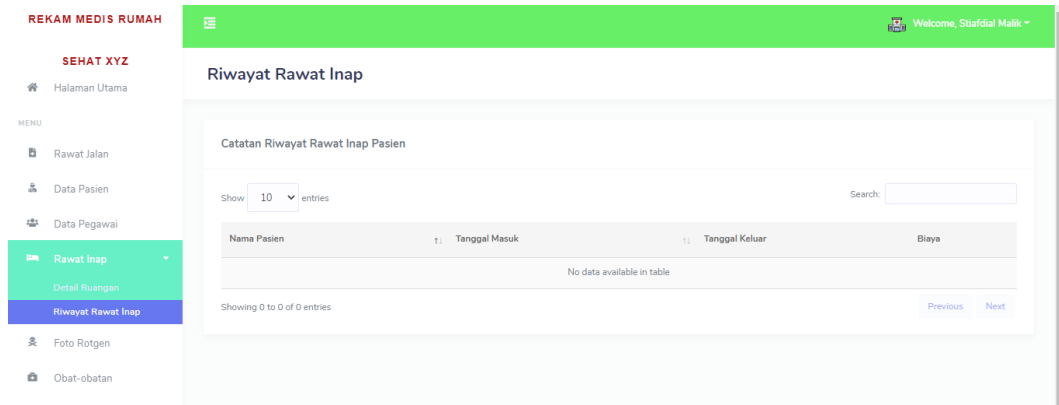 REKAM MEDIS RUMAH
SEHAT XYZ
Halaman Utama
MENU
Rawat Jalan
Data Pasien
Data Pegawai
Rawat Inap
Detail Ruangan
Riwayat Rawat Inap
Foto Rotgen
Obat-obatan
Welcome, Stiafdial Malik
Riwayat Rawat Inap
Catatan Riwayat Rawat Inap Pasien
Show 10 entries
Search:
Nama Pasien Tanggal Masuk Tanggal Keluar Biaya
No data available in table
Showing 0 to 0 of 0 entries
Previous Next